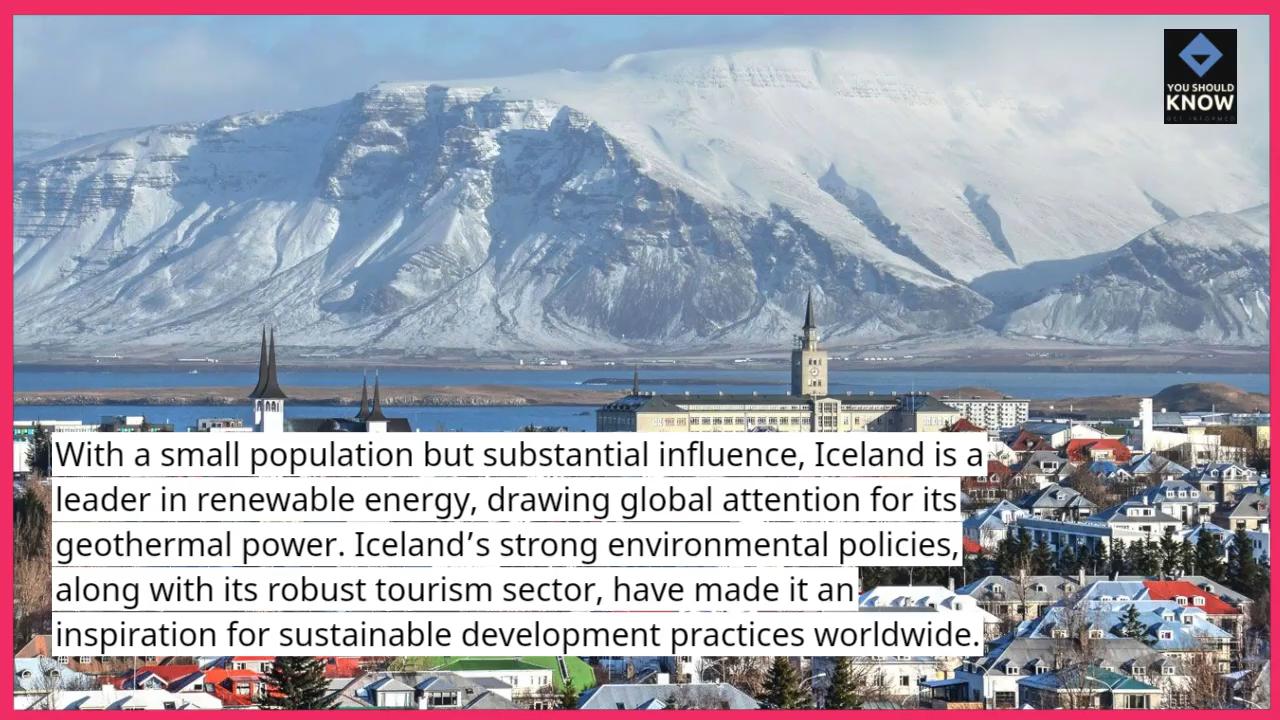 YOU SHOULD
KNOW
GET INFORMED
With a small population but substantial influence, Iceland is a
leader in renewable energy, drawing global attention for its
geothermal power. Iceland’s strong environmental policies,
along with its robust tourism sector, have made it an
inspiration for sustainable development practices worldwide.